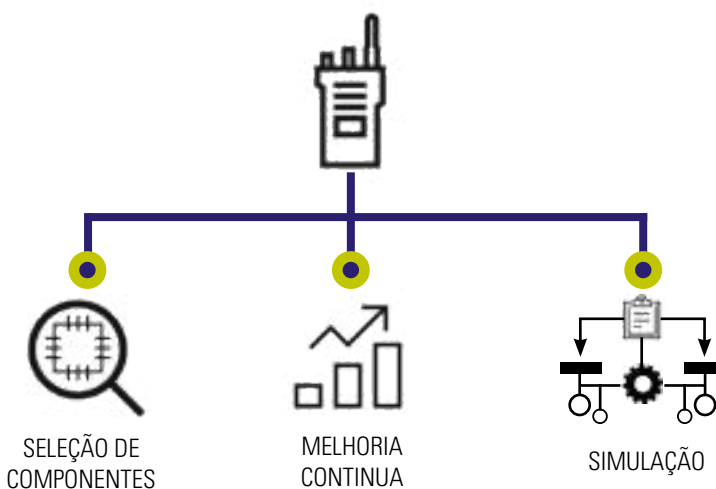 SELEÇÃO DE
COMPONENTES
MELHORIA
CONTINUA
SIMULAÇÃO